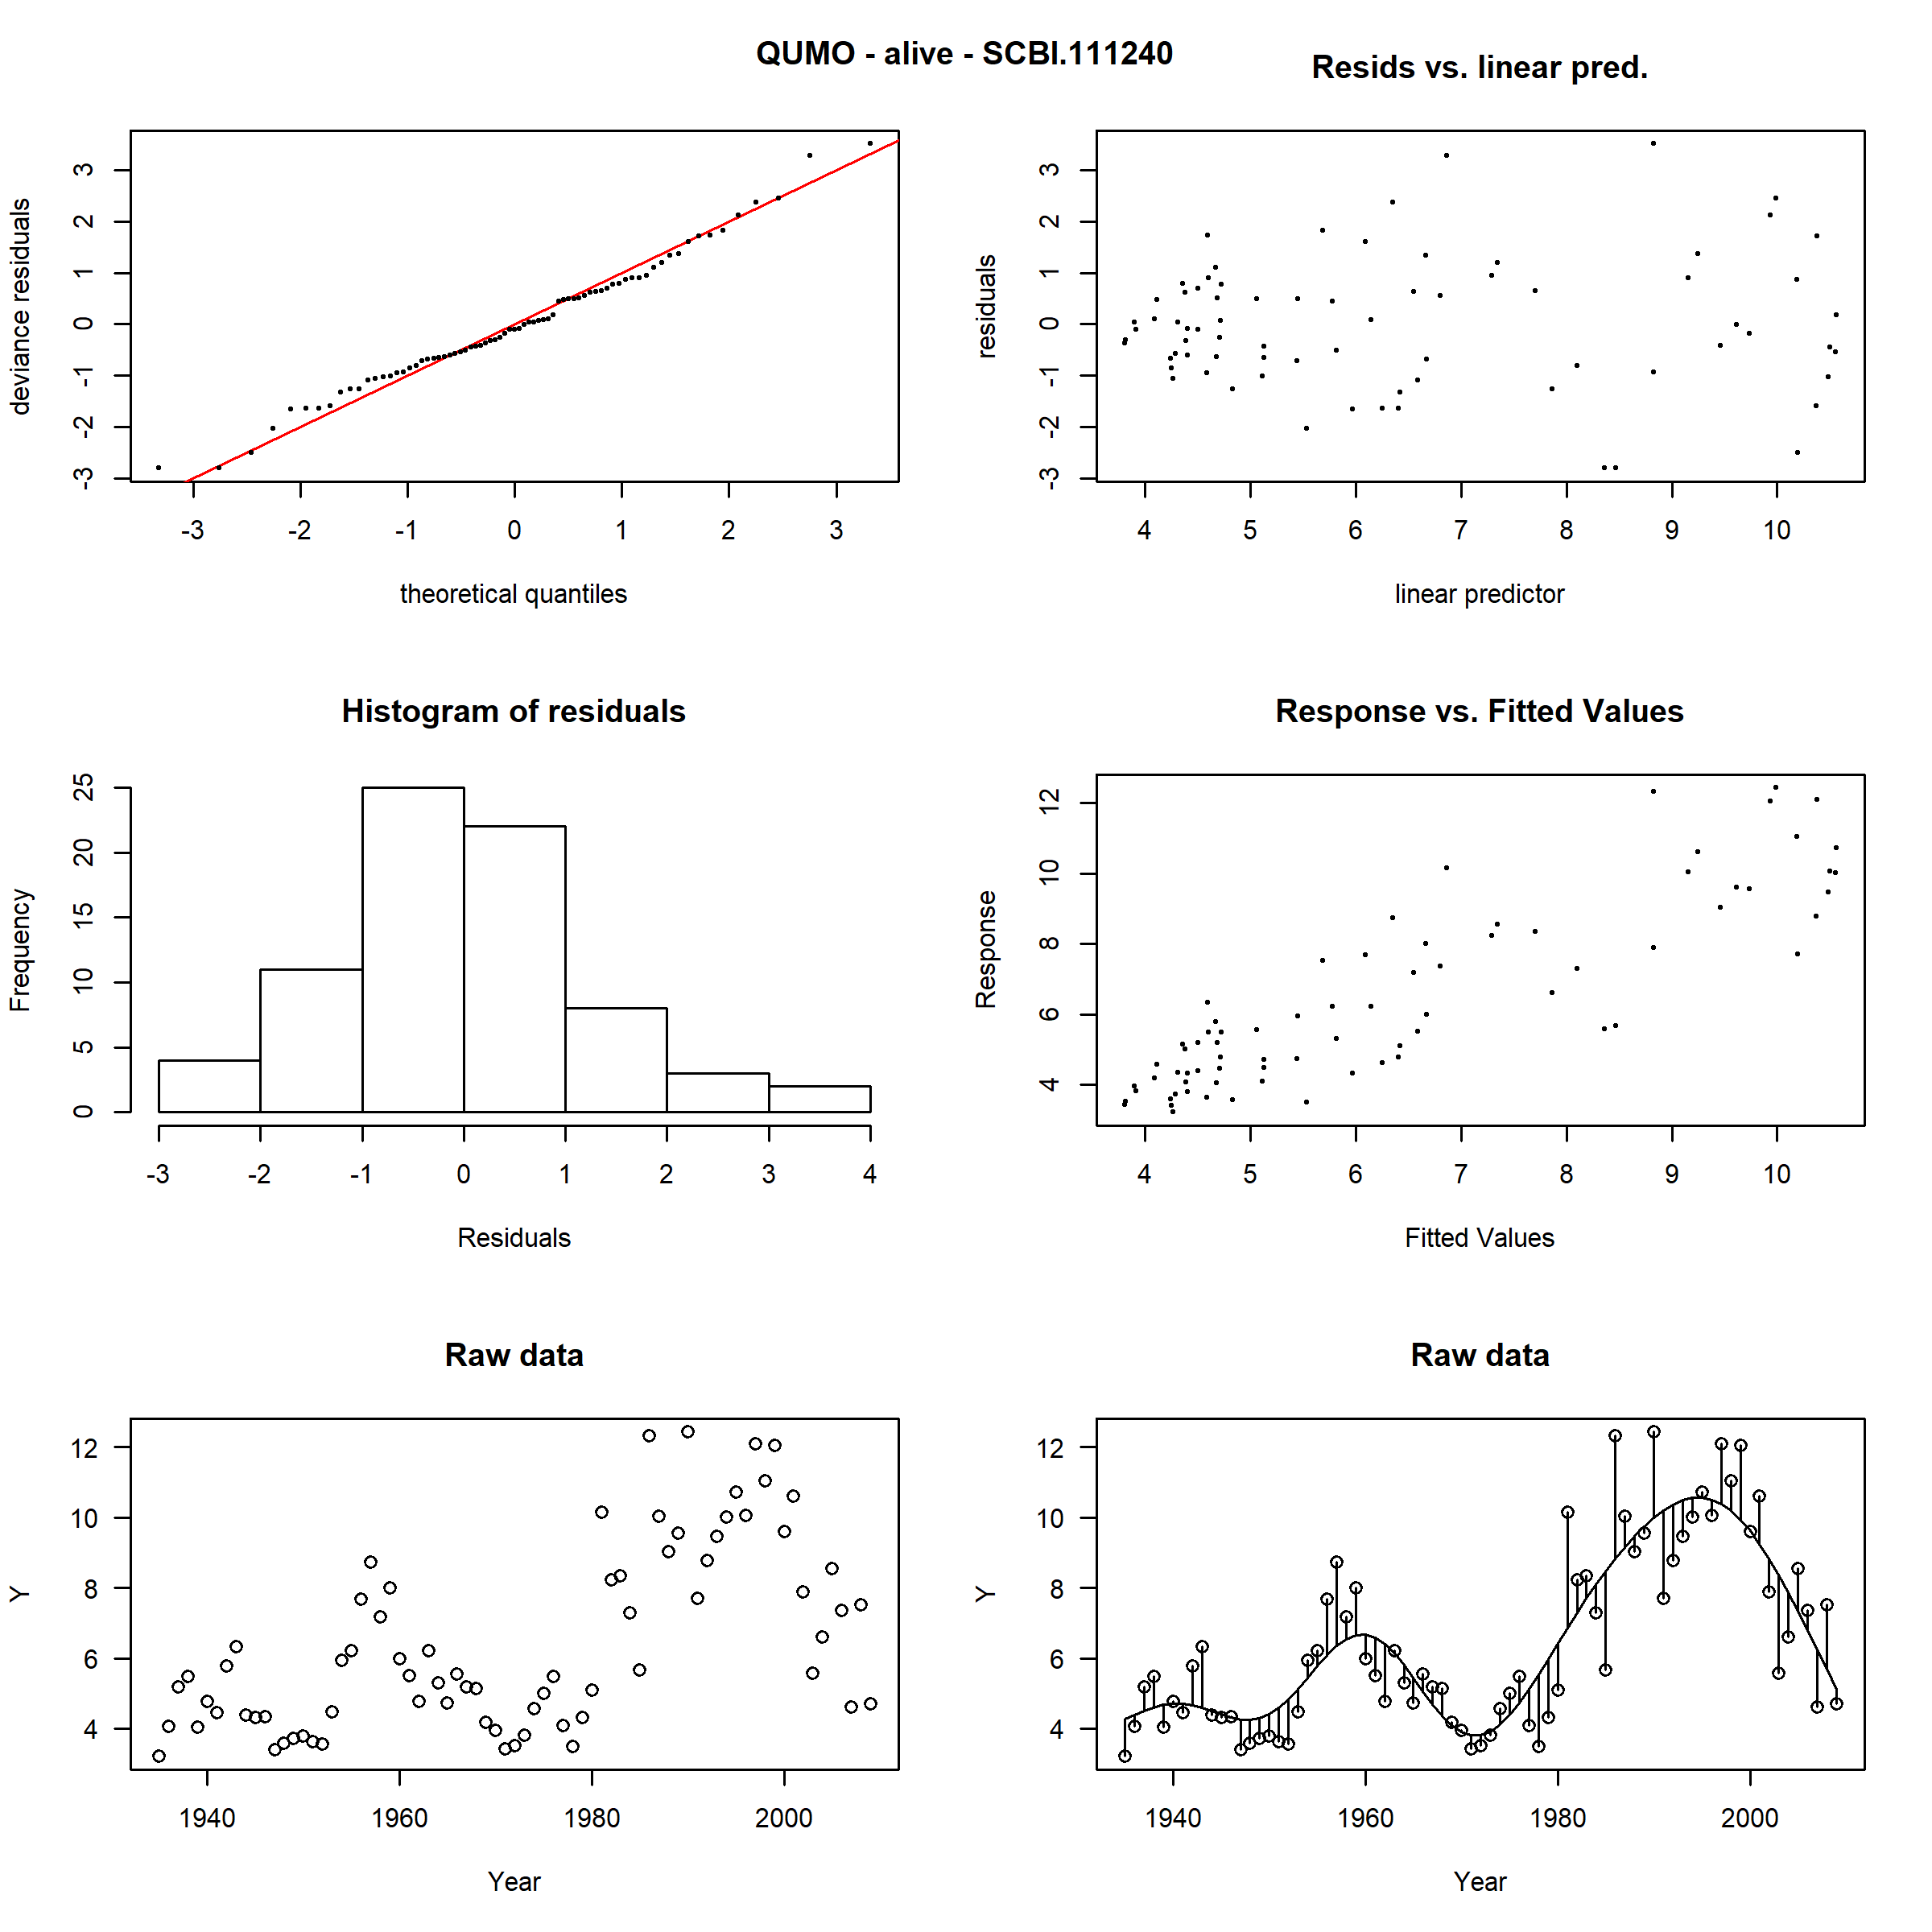 QUMO - alive - SCBI.111240
Resids vs. linear pred.
deviance residuals
3
2
1
0
-1
-2
-3
-3 -2 -1 0 1 2 3
theoretical quantiles
residuals
3
2
1
0
-1
-2
-3
4 5 6 7 8 9 10
linear predictor
Histogram of residuals
Frequency
25
20
15
10
5
0
-3 -2 -1 0 1 2 3 4
Residuals
Response vs. Fitted Values
Response
12
10
8
6
4
4 5 6 7 8 9 10
Fitted Values
Raw data
Y
12
10
8
6
4
1940 1960 1980 2000
Year
Raw data
Y
12
10
8
6
4
1940 1960 1980 2000
Year